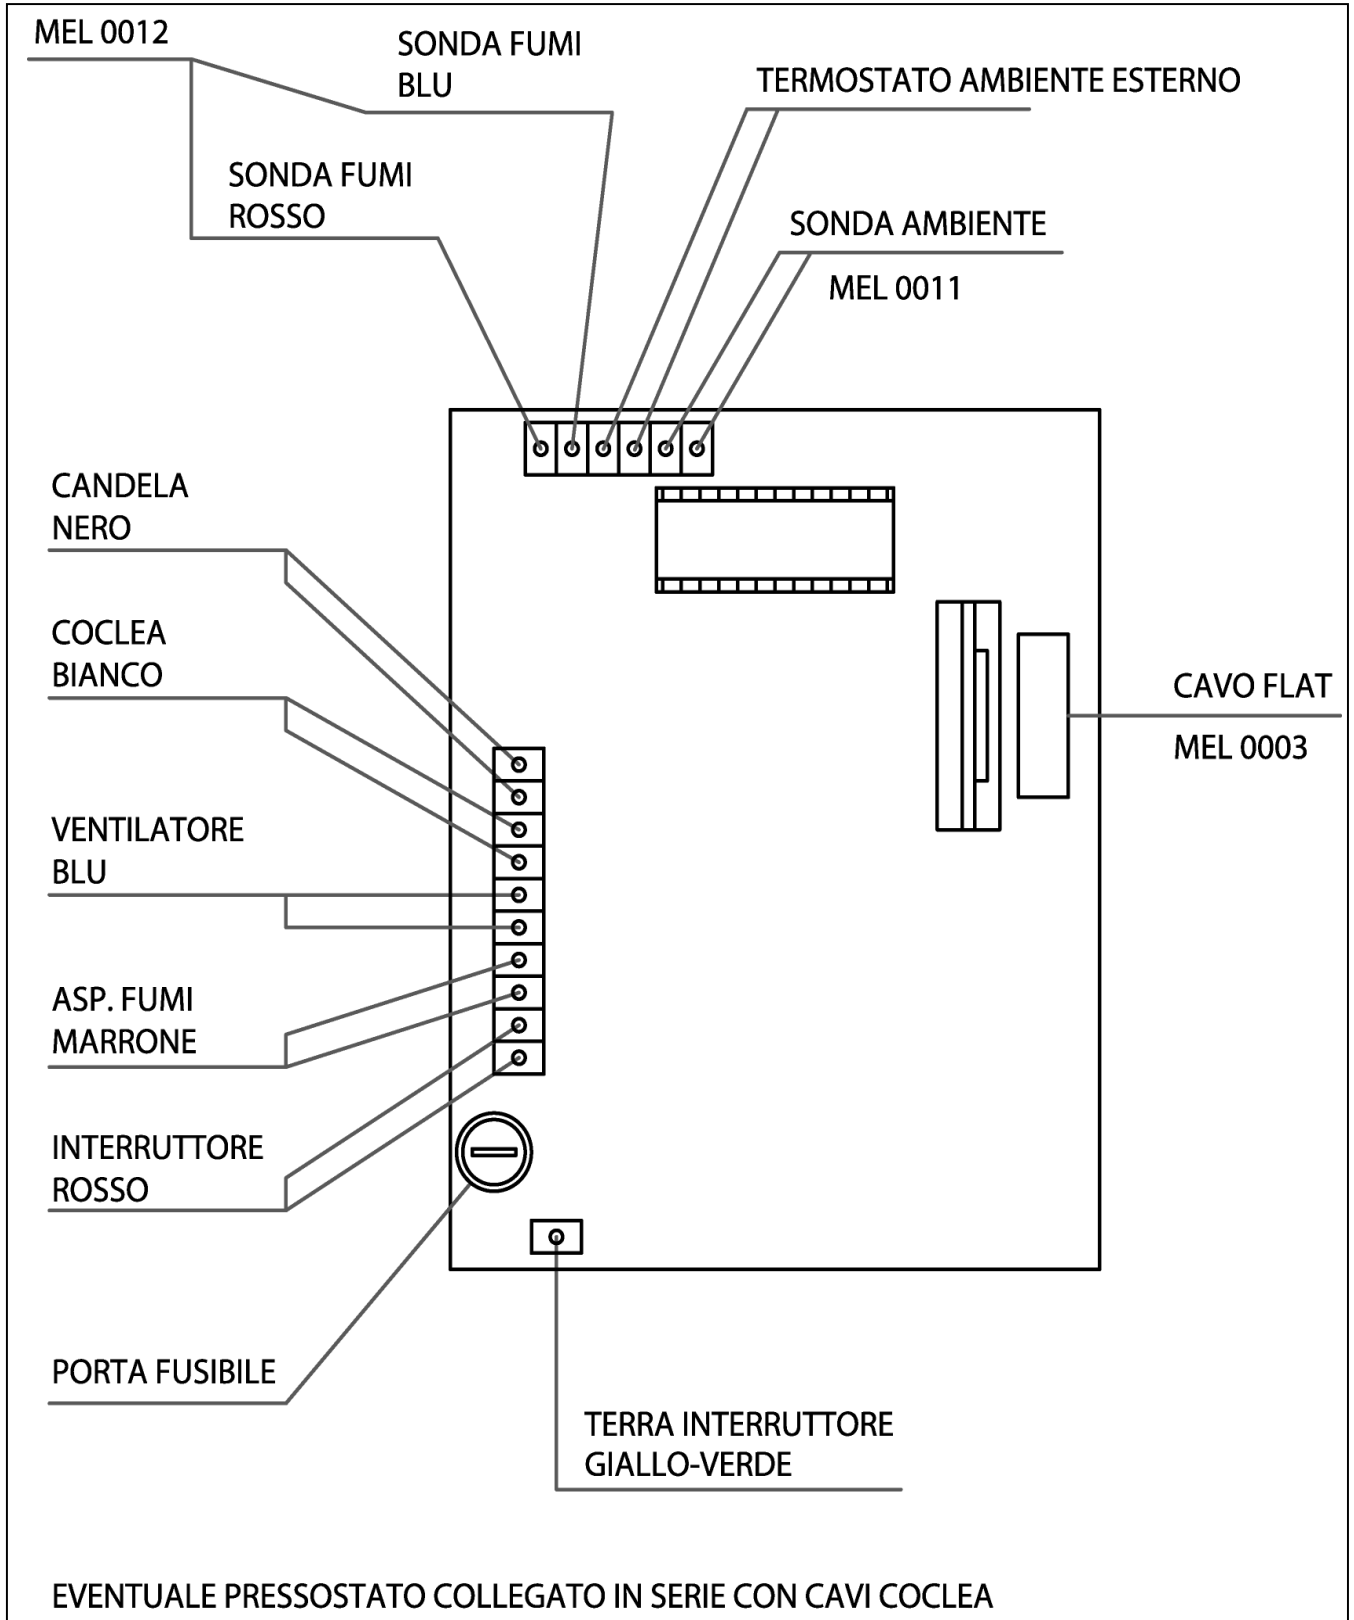 MEL 0012
SONDA FUMI
BLU
TERMOSTATO AMBIENTE ESTERNO
SONDA FUMI
ROSSO
SONDA AMBIENTE
MEL 0011
CANDELA
NERO
COCLEA
BIANCO
CAVO FLAT
MEL 0003
VENTILATORE
BLU
ASP. FUMI
MARRONE
INTERRUTTORE
ROSSO
PORTA FUSIBILE
TERRA INTERRUTTORE
GIALLO-VERDE
EVENTUALE PRESSOSTATO COLLEGATO IN SERIE CON CAVI COCLEA